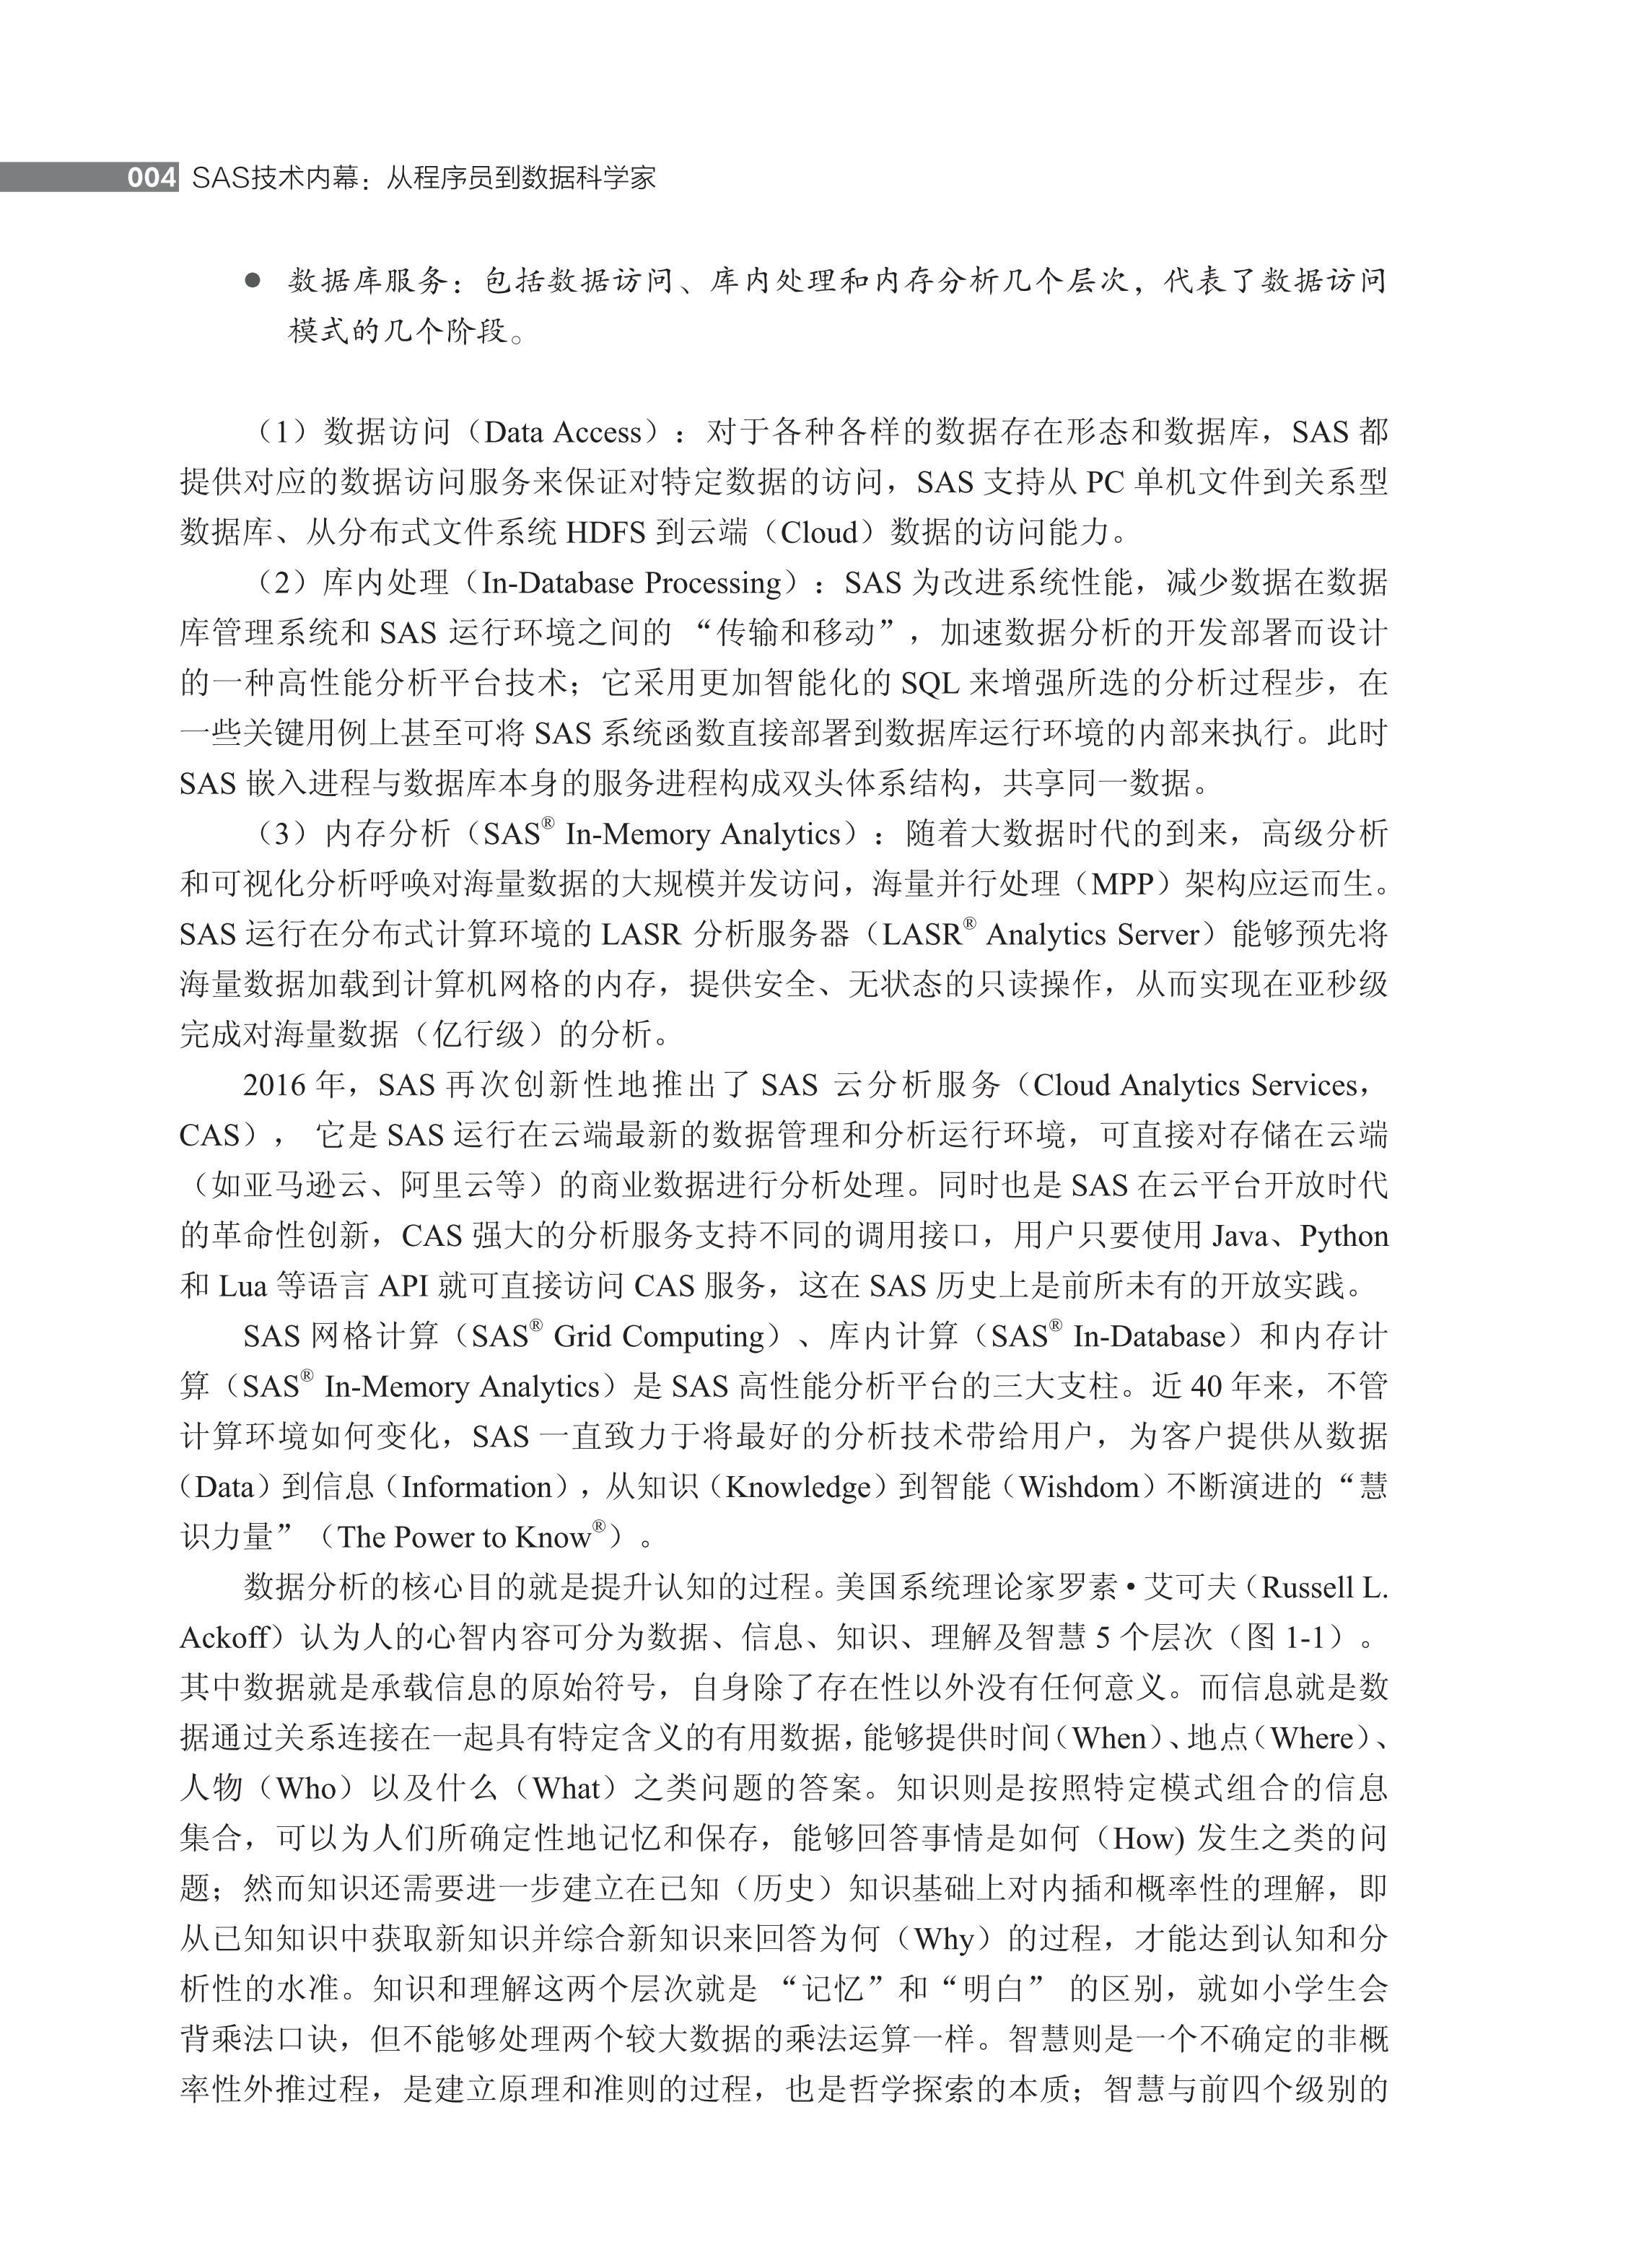 004 SAS技术内幕：从程序员到数据科学家
● 数据库服务：包括数据访问、库内处理和内存分析几个层次，代表了数据访问
模式的几个阶段。
（1）数据访问（Data Access）：对于各种各样的数据存在形态和数据库，SAS 都
提供对应的数据访问服务来保证对特定数据的访问，SAS 支持从 PC 单机文件到关系型
数据库、从分布式文件系统 HDFS 到云端（Cloud）数据的访问能力。
（2）库内处理（In-Database Processing）：SAS 为改进系统性能，减少数据在数据
库管理系统和 SAS 运行环境之间的 “传输和移动”，加速数据分析的开发部署而设计
的一种高性能分析平台技术；它采用更加智能化的 SQL 来增强所选的分析过程步，在
一些关键用例上甚至可将 SAS 系统函数直接部署到数据库运行环境的内部来执行。此时
SAS 嵌入进程与数据库本身的服务进程构成双头体系结构，共享同一数据。
（3）内存分析（SAS® In-Memory Analytics）：随着大数据时代的到来，高级分析
和可视化分析呼唤对海量数据的大规模并发访问，海量并行处理（MPP）架构应运而生。
SAS 运行在分布式计算环境的 LASR 分析服务器（LASR® Analytics Server）能够预先将
海量数据加载到计算机网格的内存，提供安全、无状态的只读操作，从而实现在亚秒级
完成对海量数据（亿行级）的分析。
2016 年，SAS 再次创新性地推出了 SAS 云分析服务（Cloud Analytics Services，
CAS）， 它是 SAS 运行在云端最新的数据管理和分析运行环境，可直接对存储在云端
（如亚马逊云、阿里云等）的商业数据进行分析处理。同时也是 SAS 在云平台开放时代
的革命性创新，CAS 强大的分析服务支持不同的调用接口，用户只要使用 Java、Python
和 Lua 等语言 API 就可直接访问 CAS 服务，这在 SAS 历史上是前所未有的开放实践。
SAS 网格计算（SAS® Grid Computing）、库内计算（SAS® In-Database）和内存计
算（SAS® In-Memory Analytics）是 SAS 高性能分析平台的三大支柱。近 40 年来，不管
计算环境如何变化，SAS 一直致力于将最好的分析技术带给用户，为客户提供从数据
（Data）到信息（Information），从知识（Knowledge）到智能（Wishdom）不断演进的“慧
识力量”（The Power to Know®）。
数据分析的核心目的就是提升认知的过程。美国系统理论家罗素•艾可夫（Russell L.
Ackoff）认为人的心智内容可分为数据、信息、知识、理解及智慧 5 个层次（图 1-1）。
其中数据就是承载信息的原始符号，自身除了存在性以外没有任何意义。而信息就是数
据通过关系连接在一起具有特定含义的有用数据，能够提供时间（When）、地点（Where）、
人物（Who）以及什么（What）之类问题的答案。知识则是按照特定模式组合的信息
集合，可以为人们所确定性地记忆和保存，能够回答事情是如何（How) 发生之类的问
题；然而知识还需要进一步建立在已知（历史）知识基础上对内插和概率性的理解，即
从已知知识中获取新知识并综合新知识来回答为何（Why）的过程，才能达到认知和分
析性的水准。知识和理解这两个层次就是 “记忆”和“明白” 的区别，就如小学生会
背乘法口诀，但不能够处理两个较大数据的乘法运算一样。智慧则是一个不确定的非概
率性外推过程，是建立原理和准则的过程，也是哲学探索的本质；智慧与前四个级别的